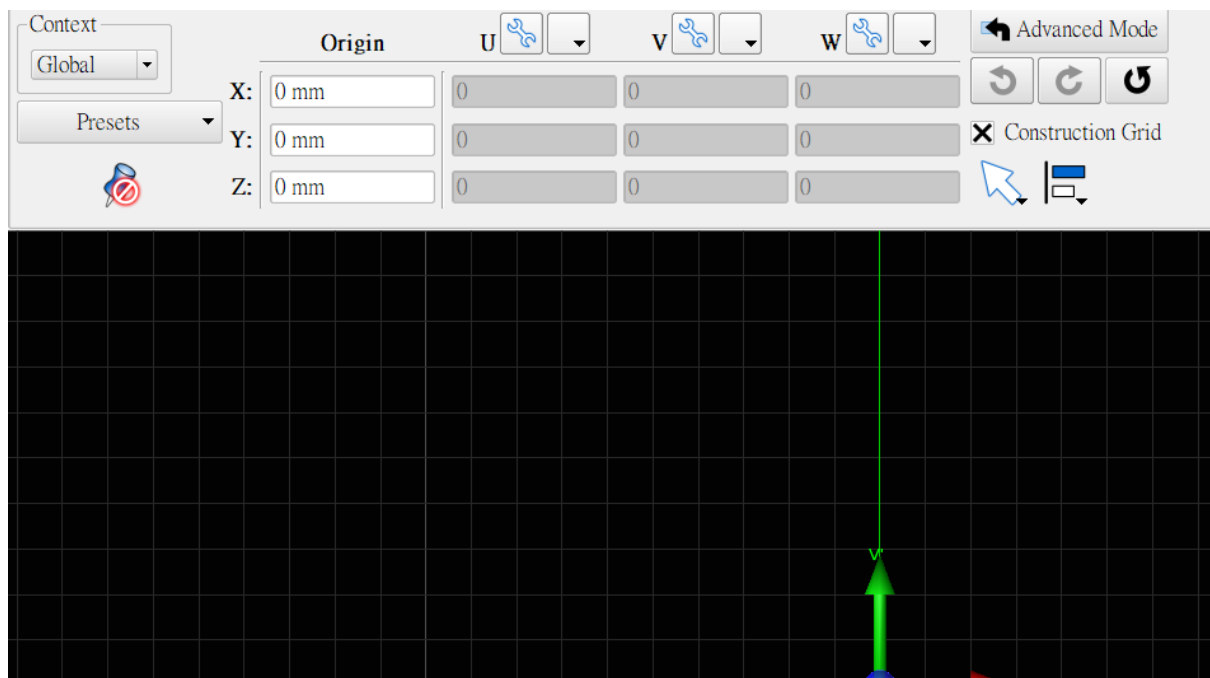 Context
Global
Presets
Origin U V W
X: 0 mm 0 0 0
Y: 0 mm 0 0 0
Z: 0 mm 0 0 0
Advanced Mode
Construction Grid
V'